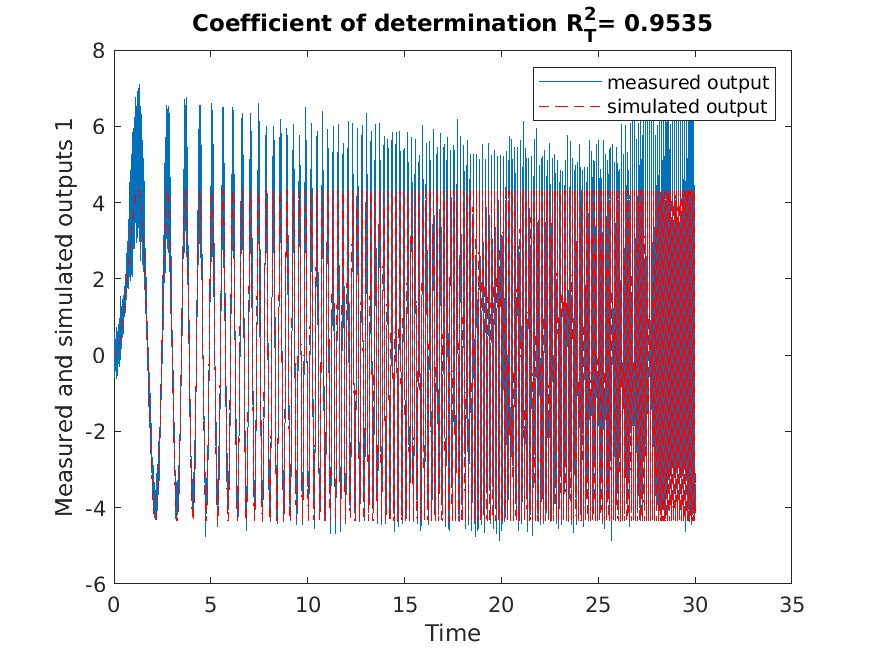 Coefficient of determination R_T^2= 0.9535
measured output
simulated output
Measured and simulated outputs 1
8
6
4
2
0
-2
-4
-6
0 5 10 15 20 25 30 35
Time